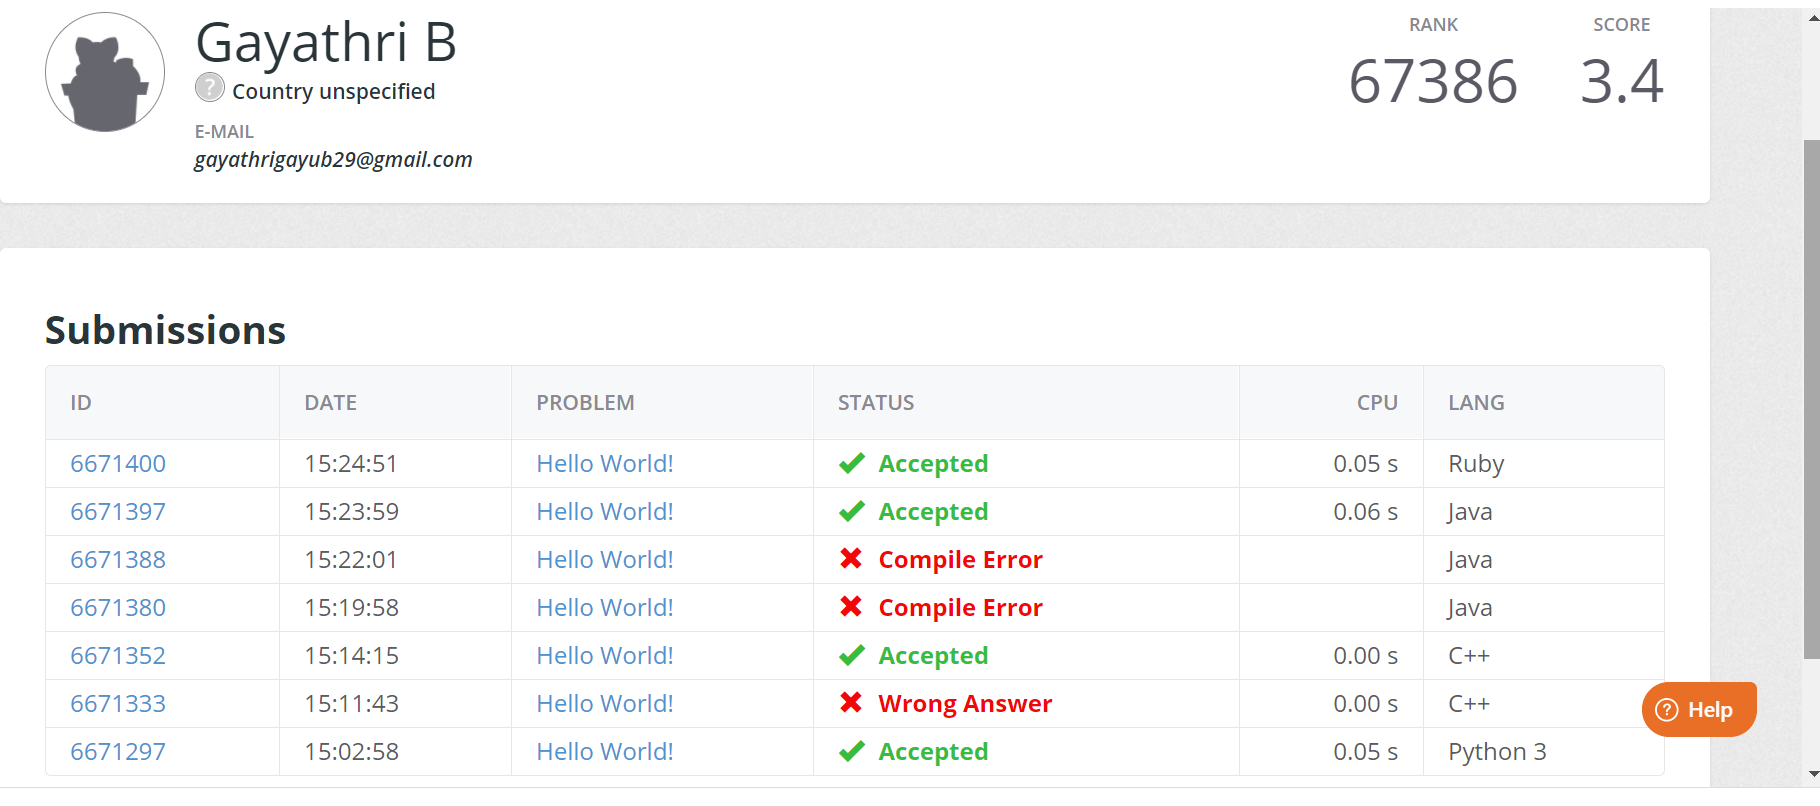 Gayathri B
? Country unspecified
E-MAIL
gayathrigayub29@gmail.com
RANK SCORE
67386 3.4
Submissions
ID DATE PROBLEM STATUS CPU LANG
6671400 15:24:51 Hello World! Accepted 0.05 s Ruby
6671397 15:23:59 Hello World! Accepted 0.06 s Java
6671388 15:22:01 Hello World! Compile Error Java
6671380 15:19:58 Hello World! Compile Error Java
6671352 15:14:15 Hello World! Accepted 0.00 s C++
6671333 15:11:43 Hello World! Wrong Answer 0.00 s C++
6671297 15:02:58 Hello World! Accepted 0.05 s Python 3
? Help